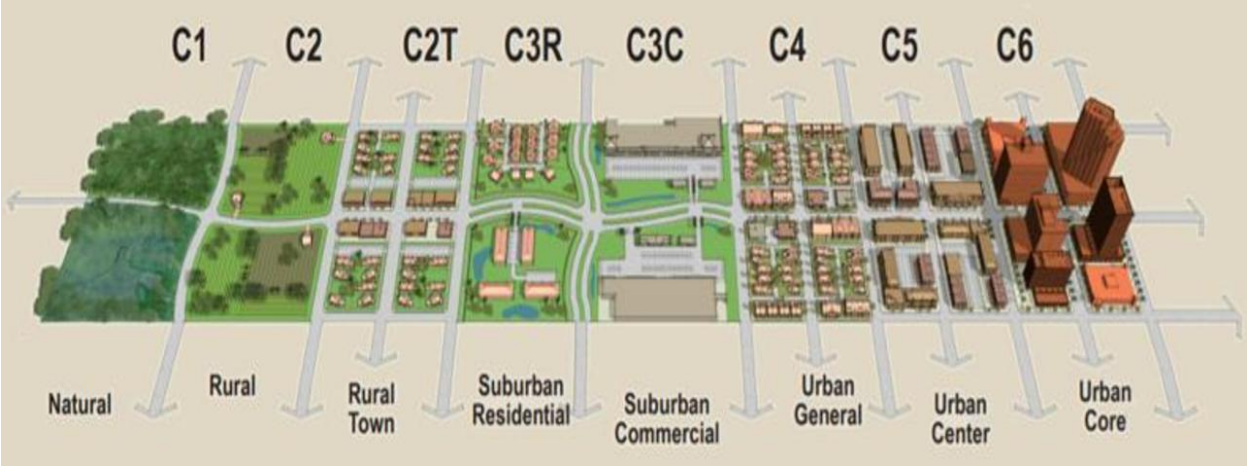 C1 C2 C2T C3R C3C C4 C5 C6
Natural
Rural
Rural
Town
Suburban
Residential
Suburban
Commercial
Urban
General
Urban
Center
Urban
Core